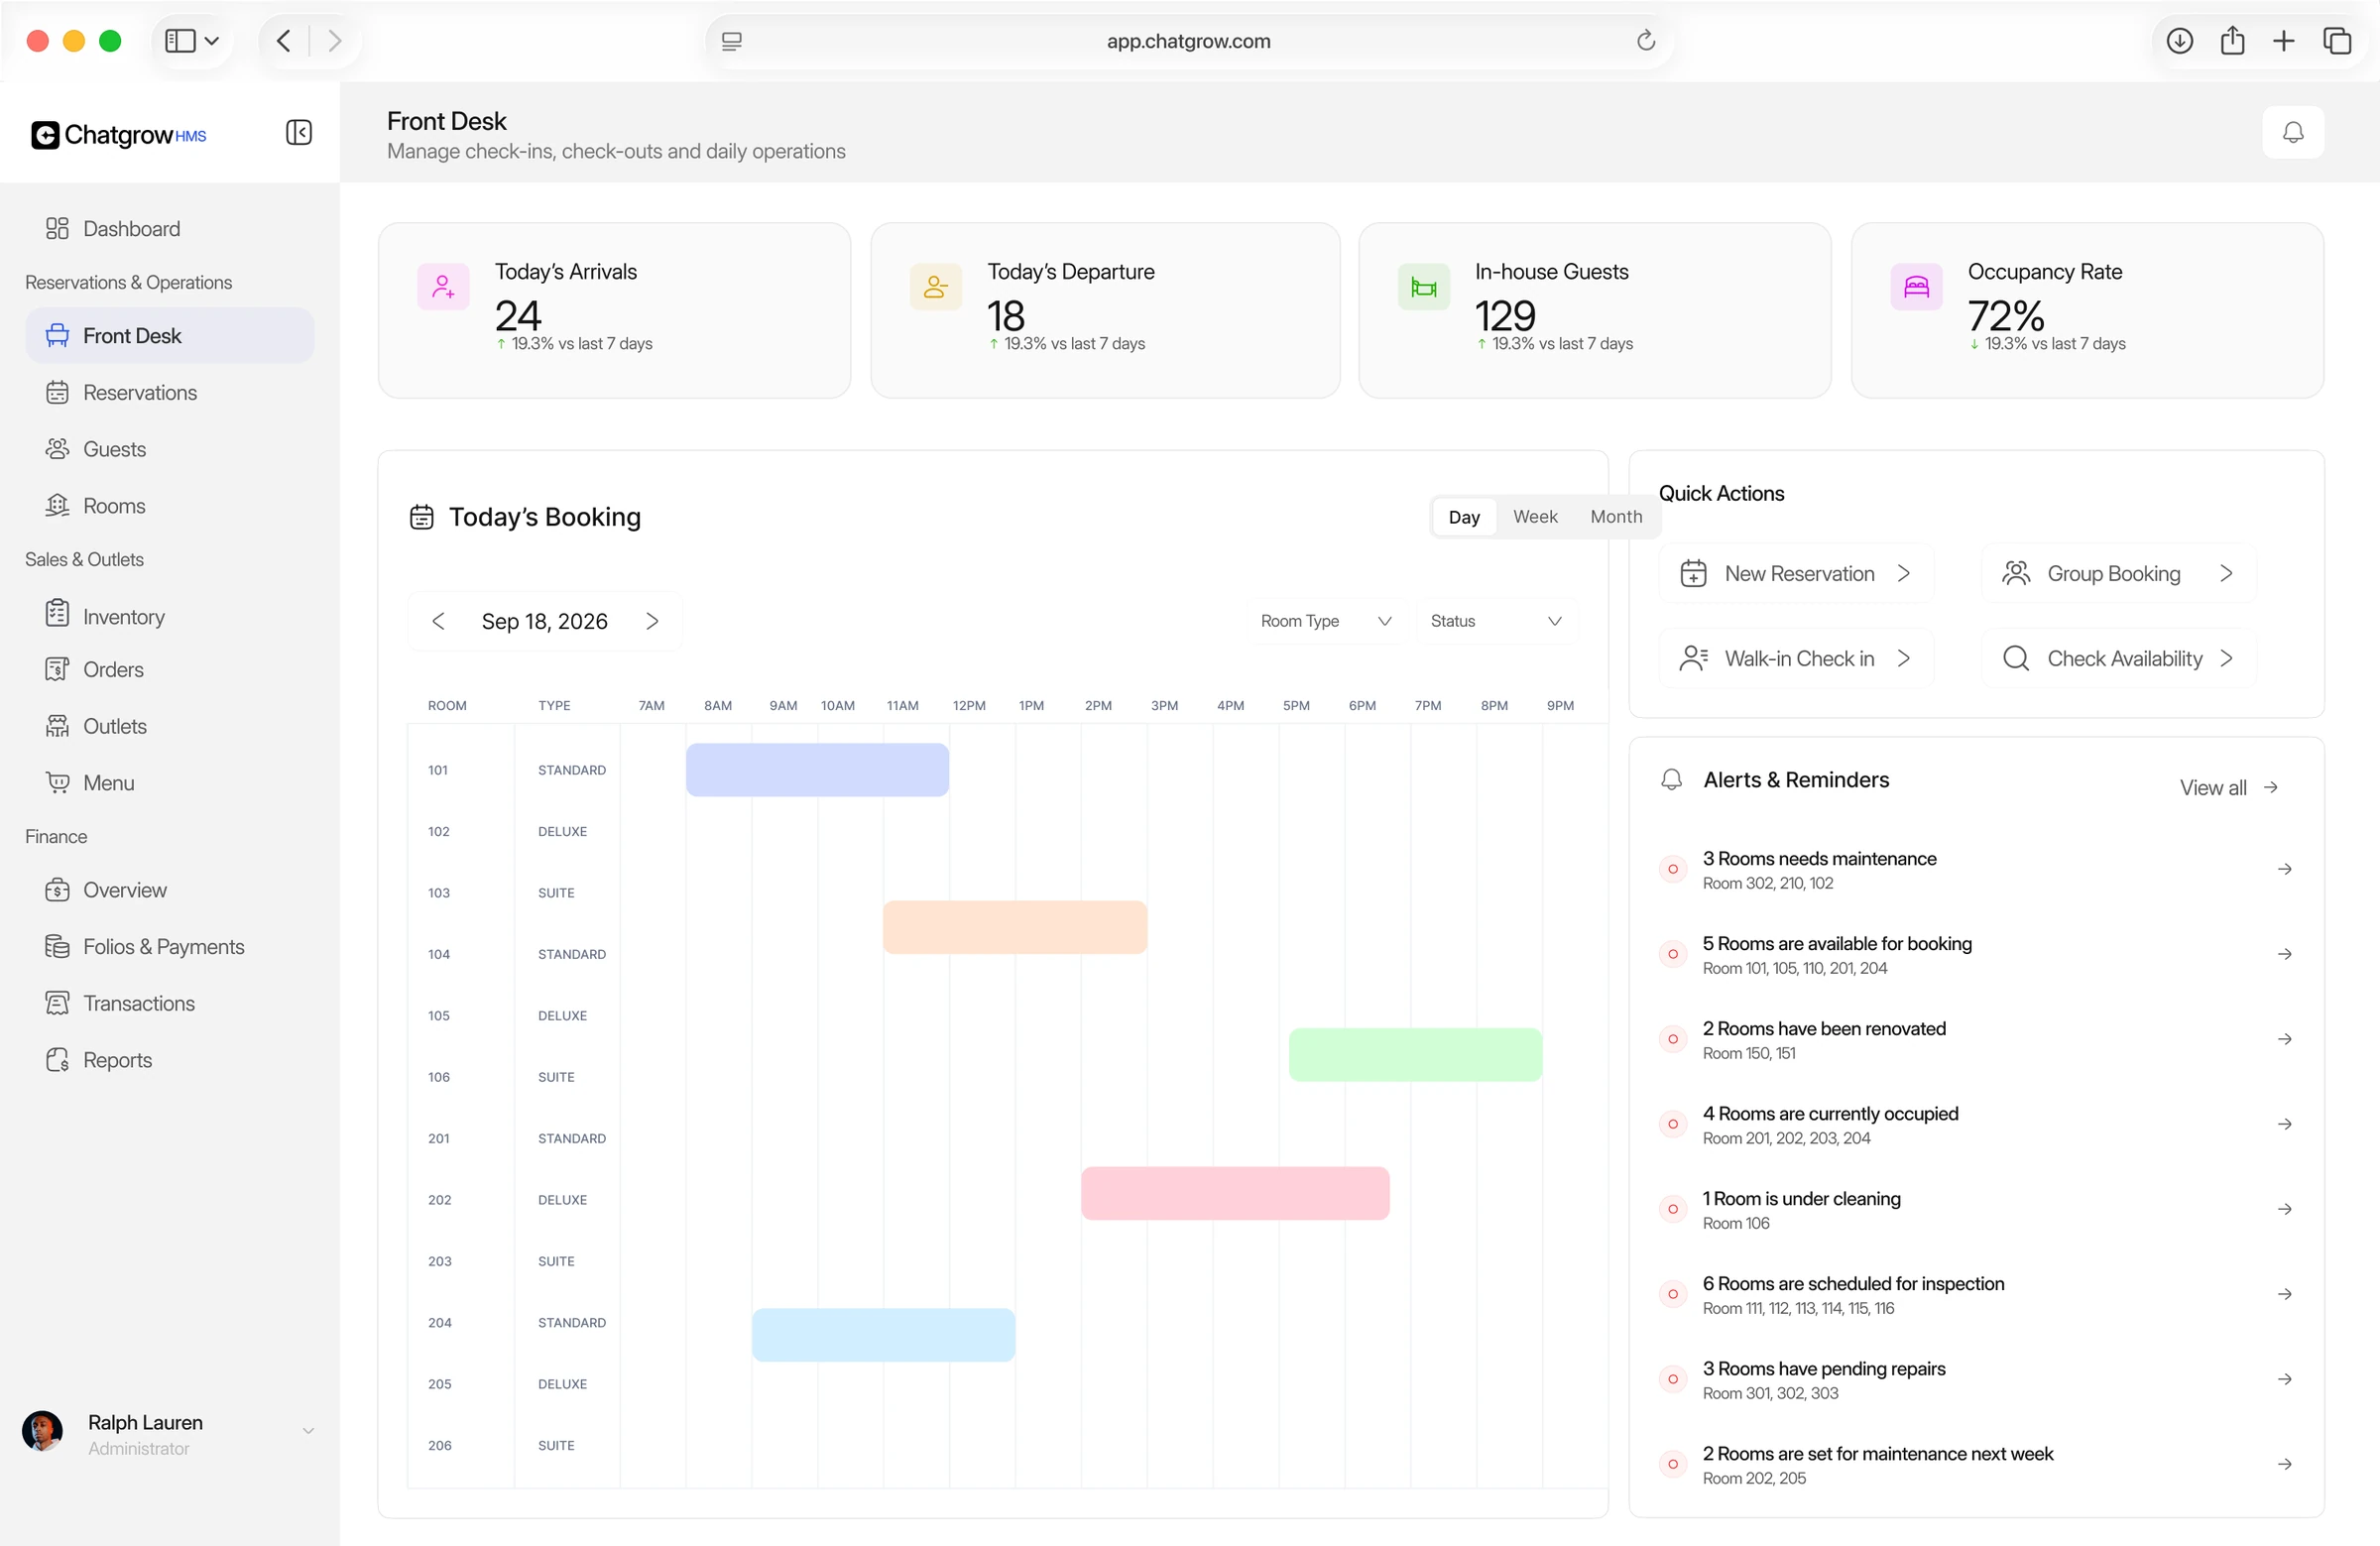 app.chatgrow.com
Chatgrow HMS
Front Desk
Manage check-ins, check-outs and daily operations
Dashboard
Reservations & Operations
Front Desk
Reservations
Guests
Rooms
Sales & Outlets
Inventory
Orders
Outlets
Menu
Finance
Overview
Folios & Payments
Transactions
Reports
Ralph Lauren
Administrator
Today's Arrivals
24
↑ 19.3% vs last 7 days
Today's Departure
18
↑ 19.3% vs last 7 days
In-house Guests
129
↑ 19.3% vs last 7 days
Occupancy Rate
72%
↓ 19.3% vs last 7 days
Today's Booking
Day Week Month
Sep 18, 2026
Room Type
Status
ROOM TYPE 7AM 8AM 9AM 10AM 11AM 12PM 1PM 2PM 3PM 4PM 5PM 6PM 7PM 8PM 9PM
101 STANDARD
102 DELUXE
103 SUITE
104 STANDARD
105 DELUXE
106 SUITE
201 STANDARD
202 DELUXE
203 SUITE
204 STANDARD
205 DELUXE
206 SUITE
Quick Actions
New Reservation
Group Booking
Walk-in Check in
Check Availability
Alerts & Reminders
View all
3 Rooms needs maintenance
Room 302, 210, 102
5 Rooms are available for booking
Room 101, 105, 110, 201, 204
2 Rooms have been renovated
Room 150, 151
4 Rooms are currently occupied
Room 201, 202, 203, 204
1 Room is under cleaning
Room 106
6 Rooms are scheduled for inspection
Room 111, 112, 113, 114, 115, 116
3 Rooms have pending repairs
Room 301, 302, 303
2 Rooms are set for maintenance next week
Room 202, 205